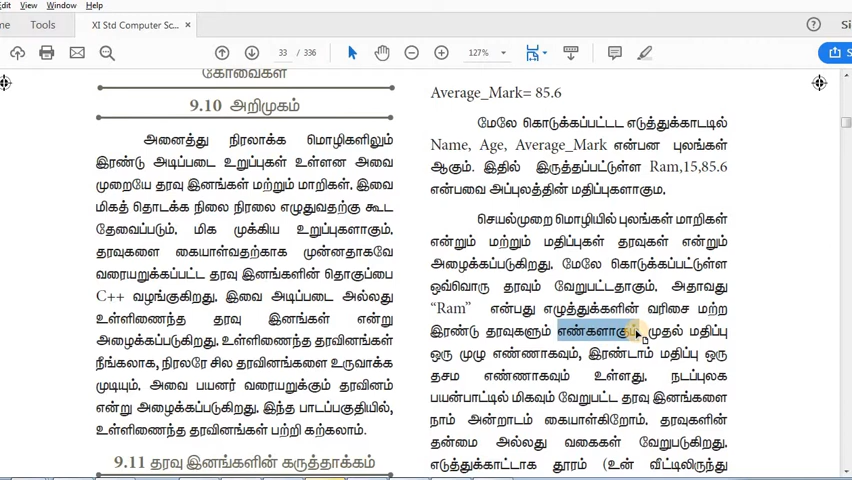 Edit View Window Help
me Tools XI Std Computer Sc... ×
33 / 336 127%
கோவைகள்
9.10 அறிமுகம்
அனைத்து நிரலாக்க மொழிகளிலும்
இரண்டு அடிப்படை உறுப்புகள் உள்ளன அவை
முறையே தரவு இனங்கள் மற்றும் மாறிகள். இவை
மிகத் தொடக்க நிலை நிரலை எழுதுவதற்கு கூட
தேவைப்படும். மிக முக்கிய உறுப்புகளாகும்.
தரவுகளை கையாள்வதற்காக முன்னதாகவே
வரையறுக்கப்பட்ட தரவு இனங்களின் தொகுப்பை
C++ வழங்குகிறது. இவை அடிப்படை அல்லது
உள்ளிணைந்த தரவு இனங்கள் என்று
அழைக்கப்படுகிறது. உள்ளிணைந்த தரவினங்கள்
நீங்கலாக, நிரலரே சில தரவினங்களை உருவாக்க
முடியும். அவை பயனர் வரையறுக்கும் தரவினம்
என்று அழைக்கப்படுகிறது. இந்த பாடப்பகுதியில்,
உள்ளிணைந்த தரவினங்கள் பற்றி கற்கலாம்.
9.11 தரவு இனங்களின் கருத்தாக்கம்
Average_Mark= 85.6
மேலே கொடுக்கப்பட்டட எடுத்துக்காடடில்
Name, Age, Average_Mark என்பன புலங்கள்
ஆகும். இதில் இருத்தப்பட்டுள்ள Ram,15,85.6
என்பவை அப்புலத்தின் மதிப்புகளாகும.
செயல்முறை மொழியில் புலங்கள் மாறிகள்
என்றும் மற்றும் மதிப்புகள் தரவுகள் என்றும்
அழைக்கப்படுகிறது. மேலே கொடுக்கப்பட்டுள்ள
ஒவ்வொரு தரவும் வேறுபட்டதாகும். அதாவது
“Ram” என்பது எழுத்துக்களின் வரிசை மற்ற
இரண்டு தரவுகளும் எண்களாகும். முதல் மதிப்பு
ஒரு முழு எண்ணாகவும், இரண்டாம் மதிப்பு ஒரு
தசம எண்ணாகவும் உள்ளது. நடப்புலக
பயன்பாட்டில் மிகவும் வேறுபட்ட தரவு இனங்களை
நாம் அன்றாடம் கையாள்கிறோம். தரவுகளின்
தன்மை அல்லது வகைகள் வேறுபடுகிறது.
எடுத்துக்காட்டாக தூரம் (உன் வீட்டிலிருந்து